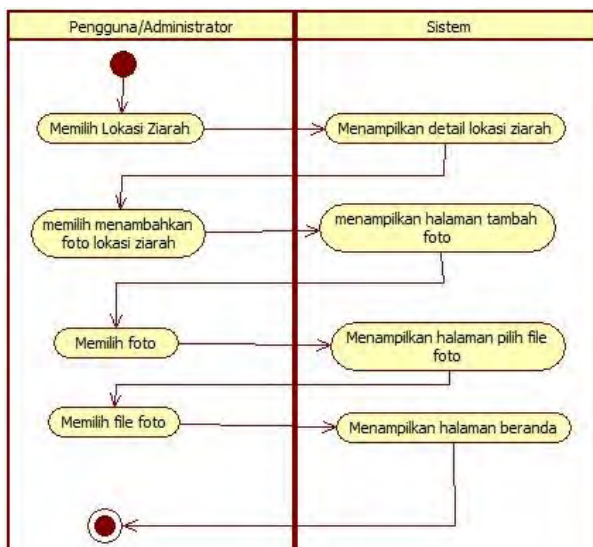 Pengguna/Administrator
Sistem
Memilih Lokasi Ziarah
Menampilkan detail lokasi ziarah
memilih menambahkan
foto lokasi ziarah
menampilkan halaman tambah
foto
Memilih foto
Menampilkan halaman pilih file
foto
Memilih file foto
Menampilkan halaman beranda